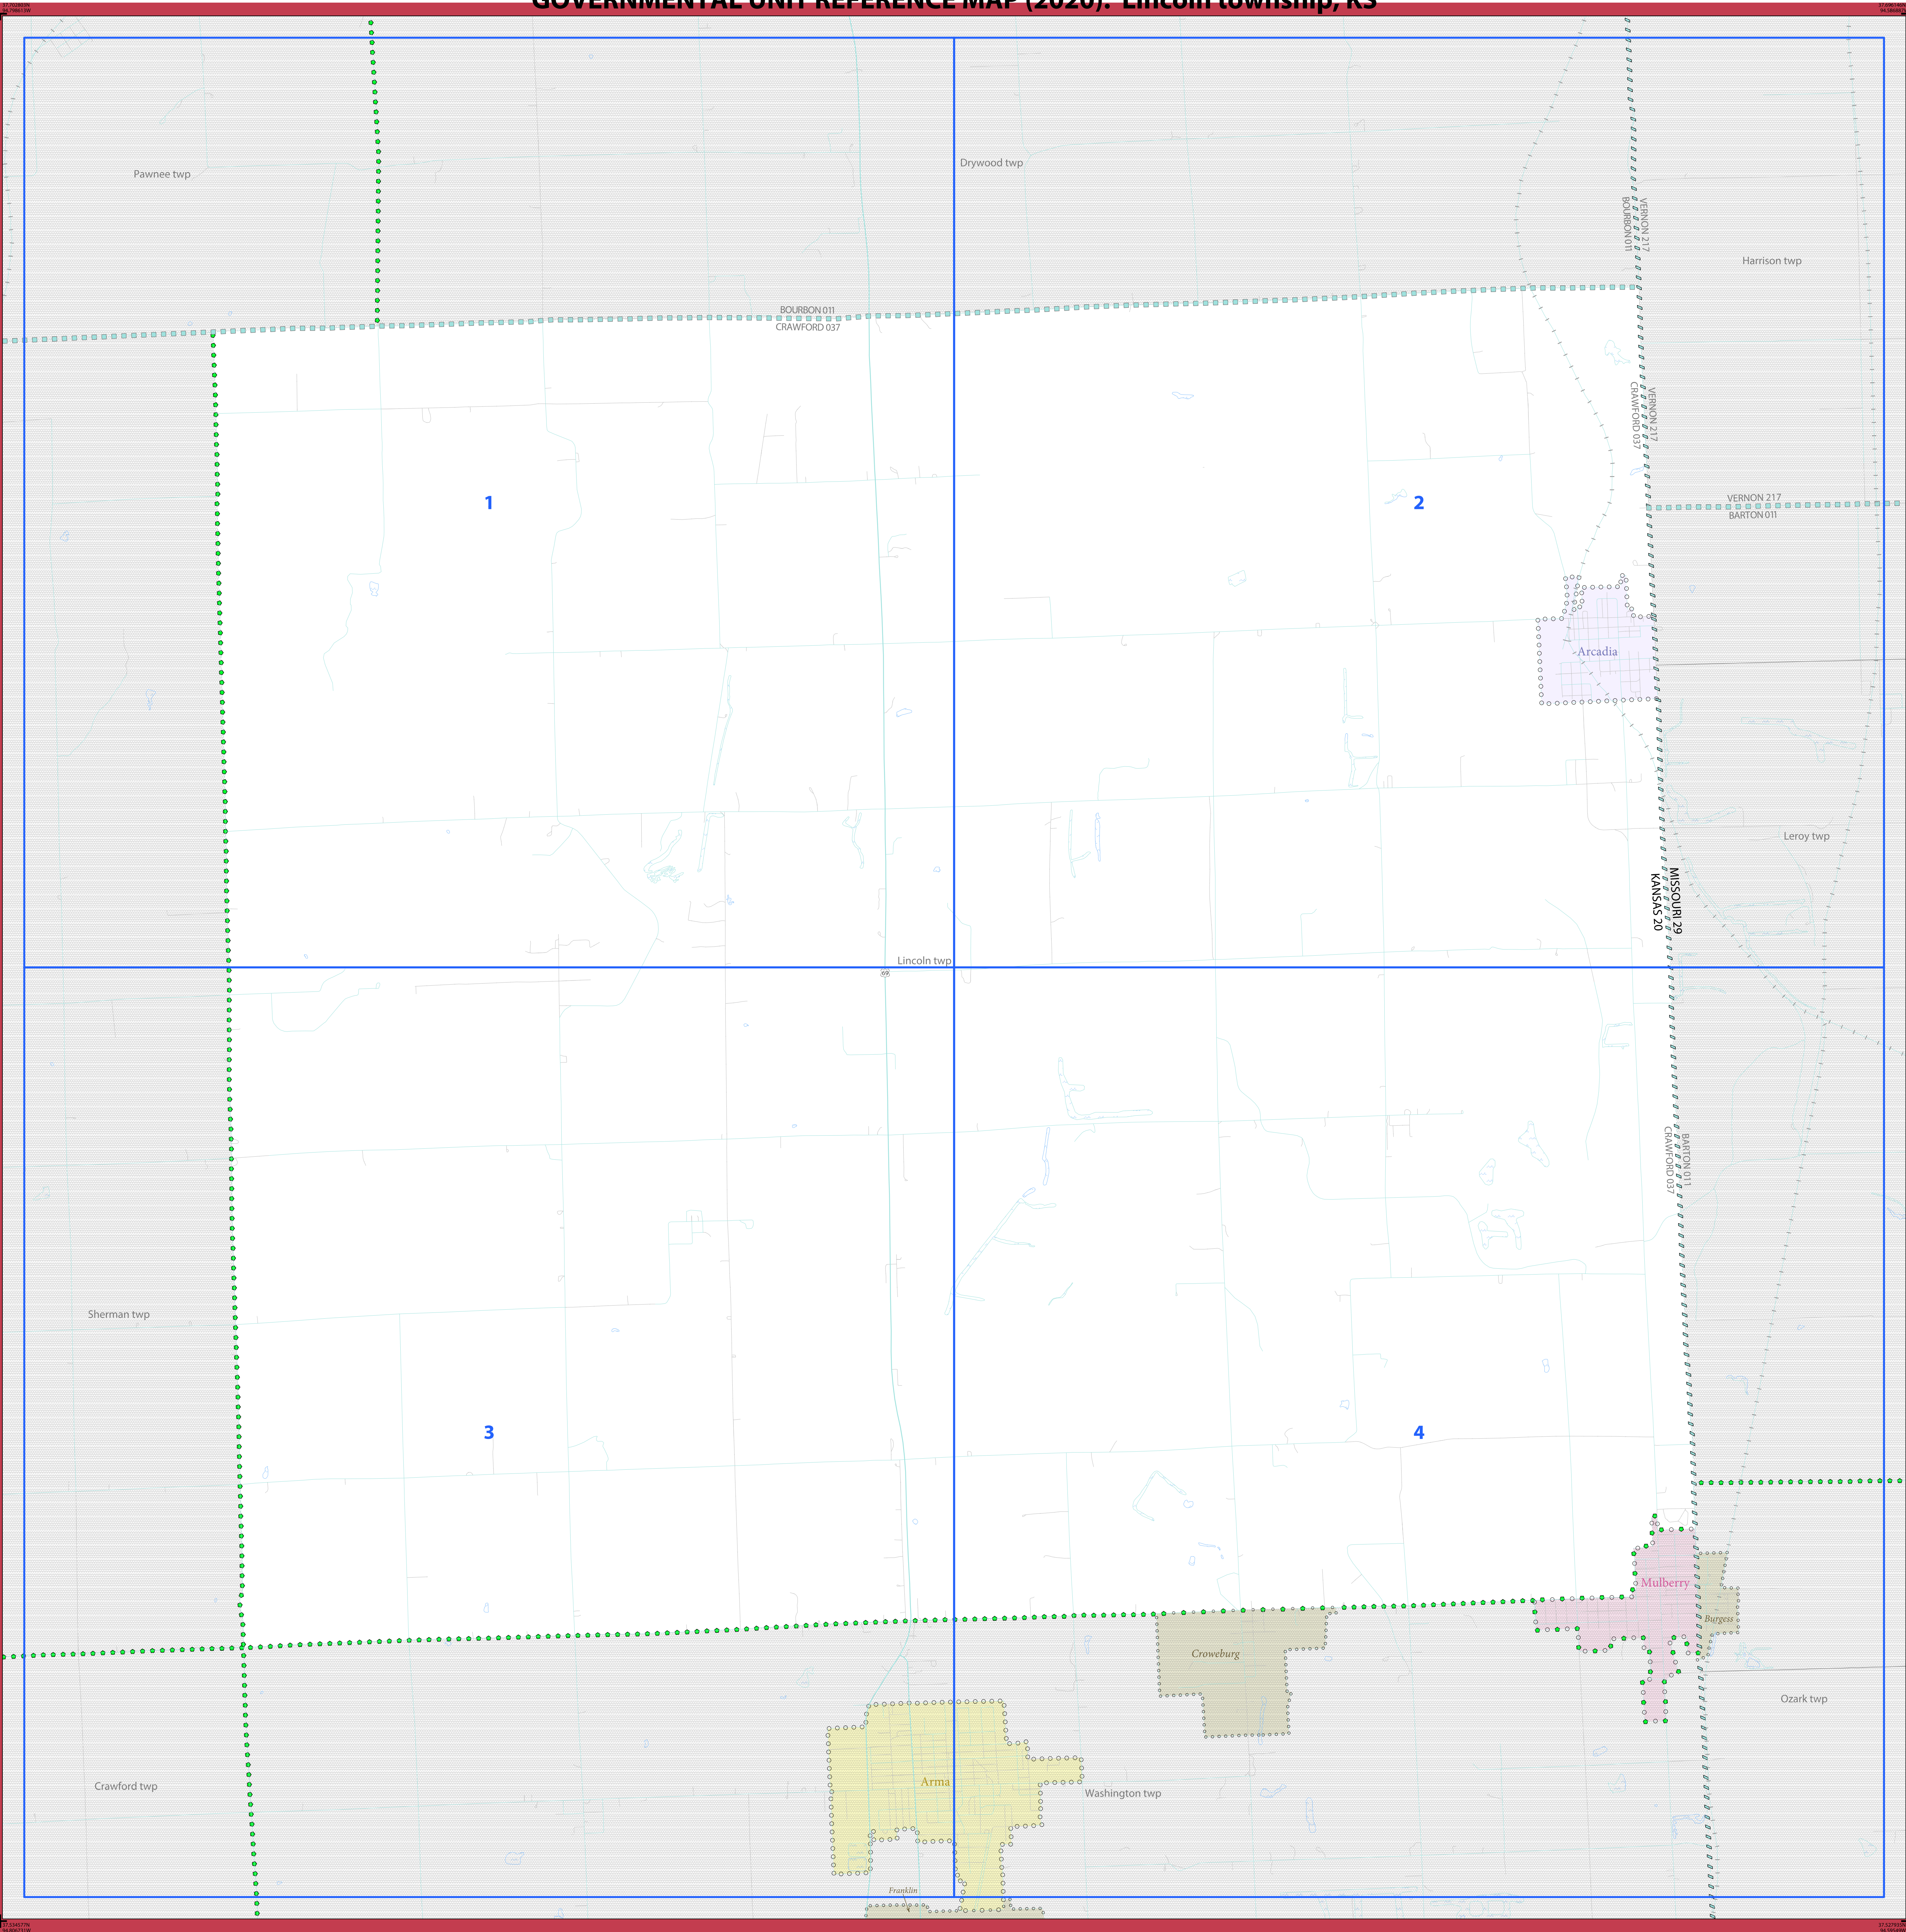 GOVERNMENTAL UNIT REFERENCE MAP (2020): Lincoln township, KS
Pawnee twp
Drywood twp
VERNON 217
BOURBON 011
Harrison twp
BOURBON 011
CRAWFORD 037
VERNON 217
CRAWFORD 037
1
2
VERNON 217
BARTON 011
Arcadia
Leroy twp
MISSOURI 29
KANSAS 20
Lincoln twp
69
BARTON 011
CRAWFORD 037
Sherman twp
3
4
Mulberry
Burgess
Croweburg
Ozark twp
Arma
Crawford twp
Washington twp
Franklin